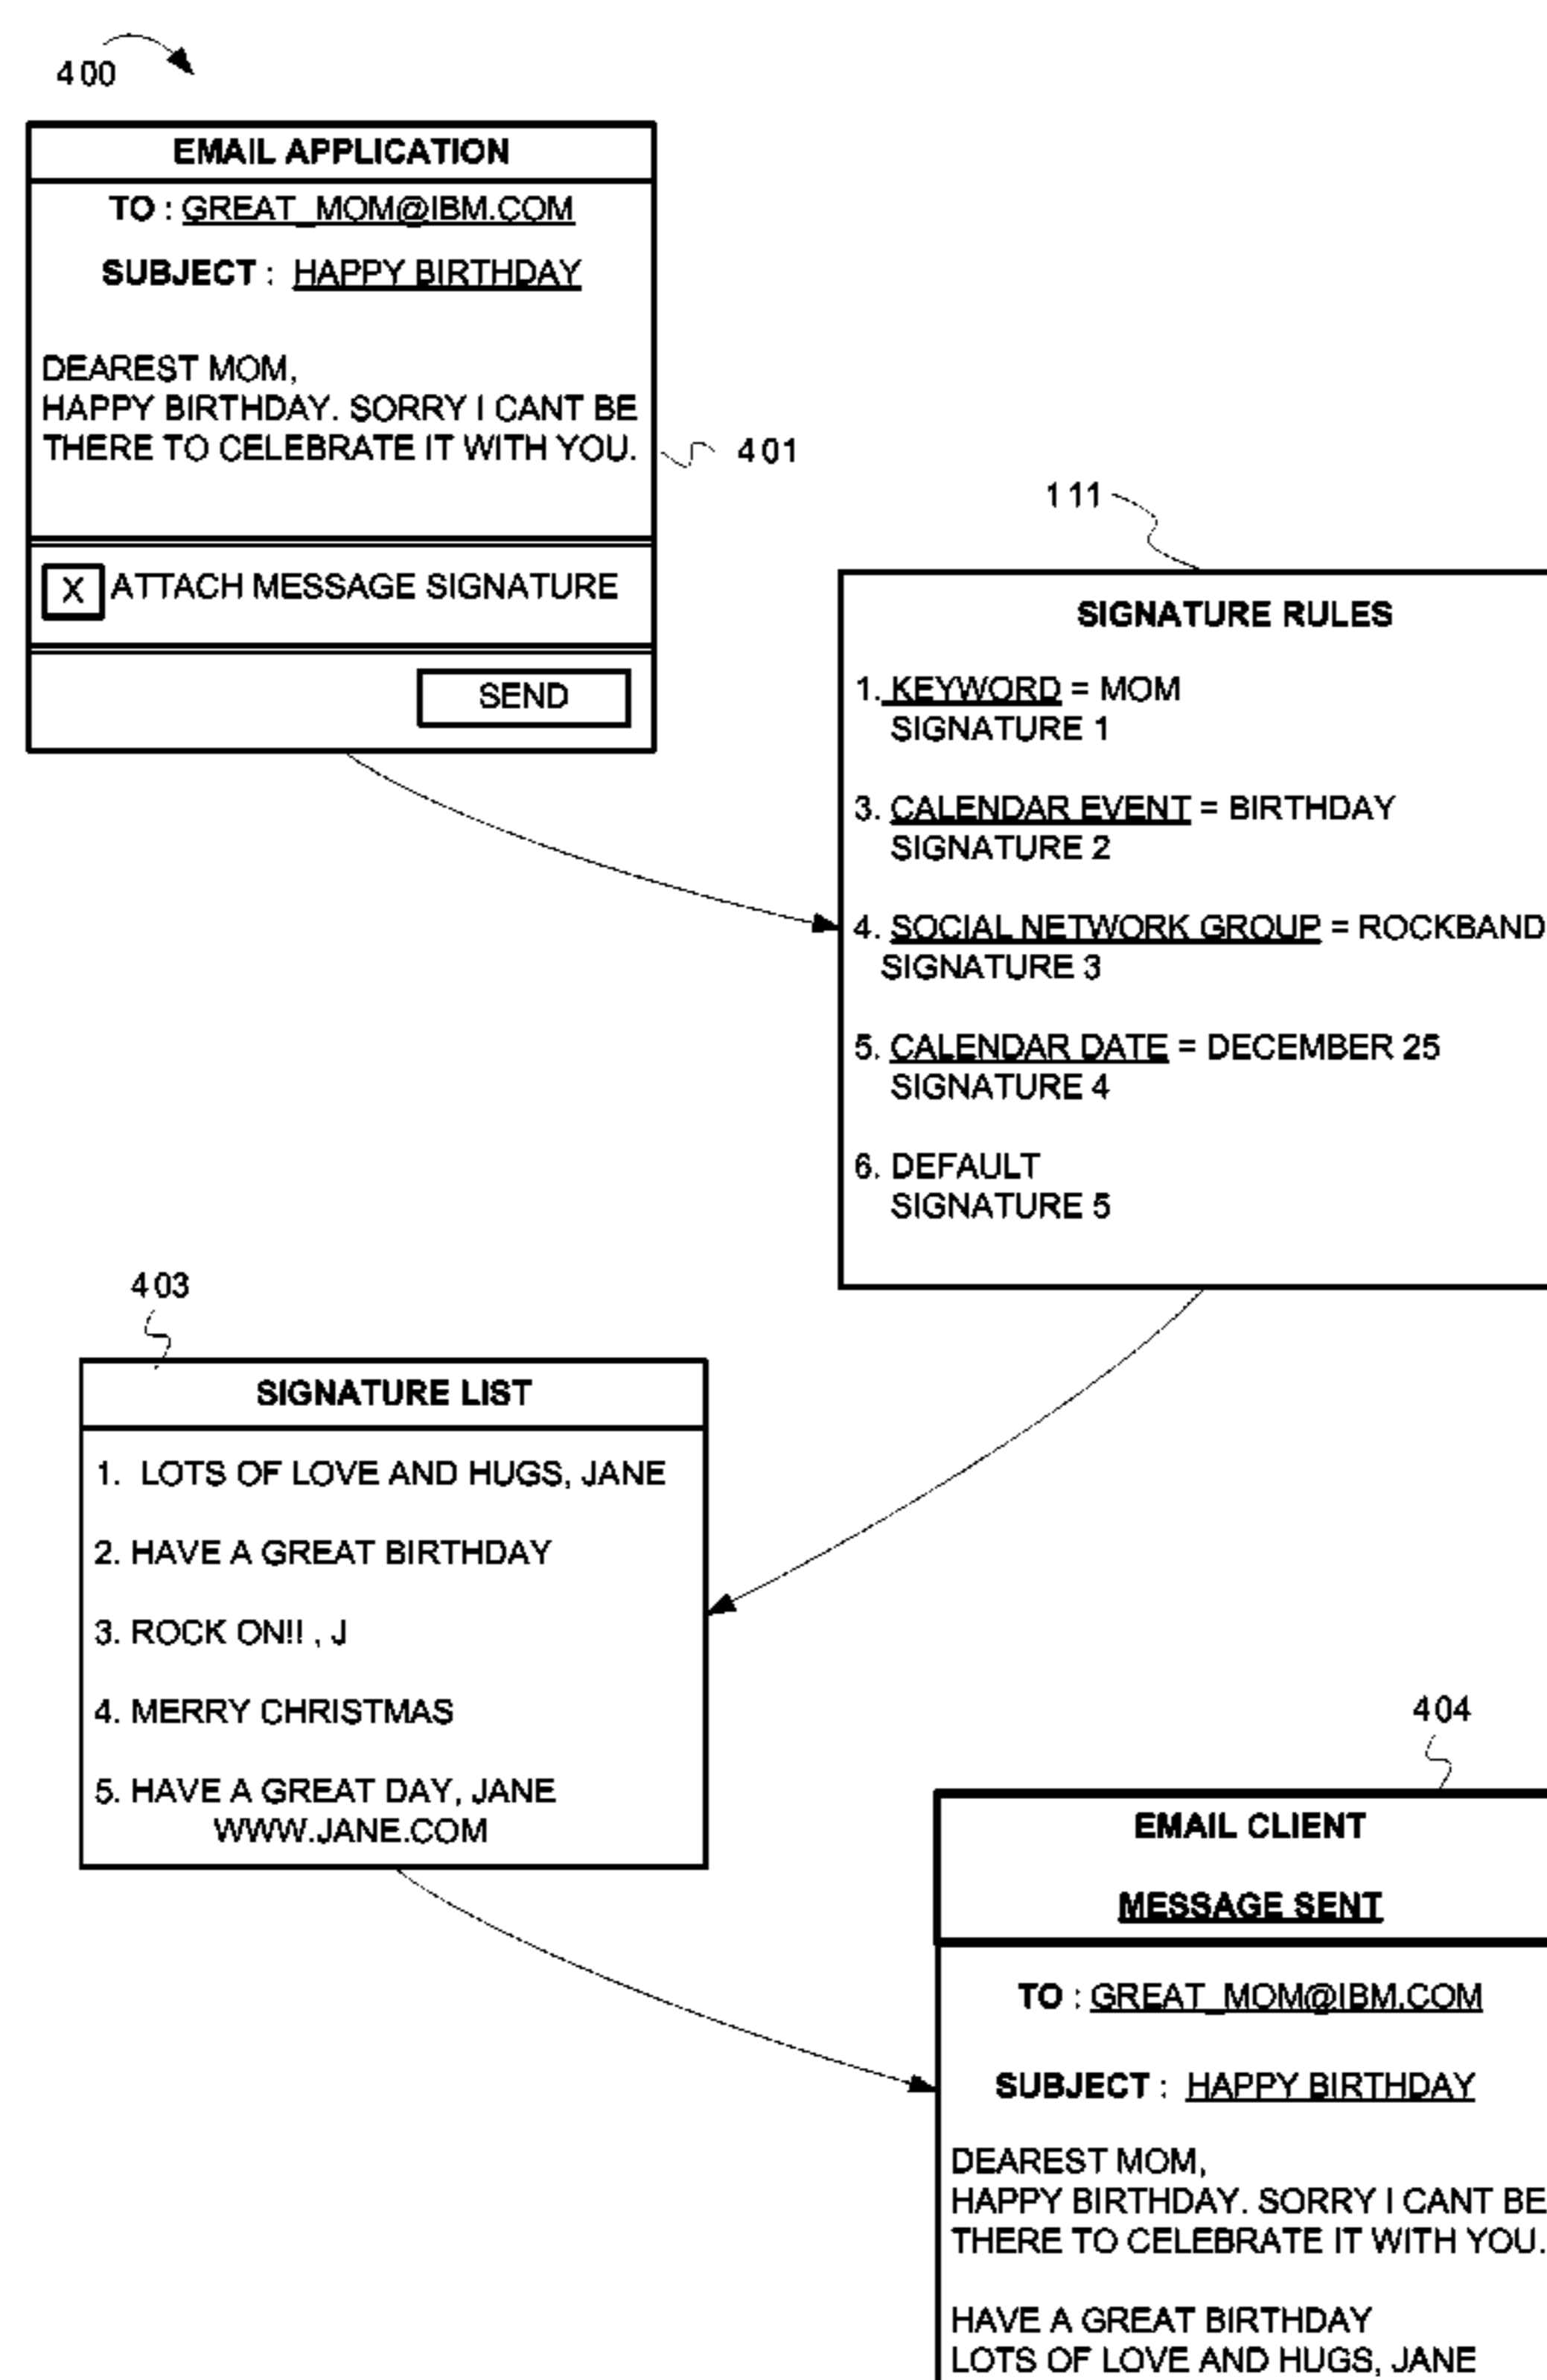 400
EMAIL APPLICATION
TO : GREAT_MOM@IBM.COM
SUBJECT : HAPPY BIRTHDAY
DEAREST MOM,
HAPPY BIRTHDAY. SORRY I CANT BE
THERE TO CELEBRATE IT WITH YOU.
401
X ATTACH MESSAGE SIGNATURE
SEND
111
SIGNATURE RULES
1. KEYWORD = MOM
SIGNATURE 1
3. CALENDAR EVENT = BIRTHDAY
SIGNATURE 2
4. SOCIAL NETWORK GROUP = ROCKBAND
SIGNATURE 3
5. CALENDAR DATE = DECEMBER 25
SIGNATURE 4
6. DEFAULT
SIGNATURE 5
403
SIGNATURE LIST
1. LOTS OF LOVE AND HUGS, JANE
2. HAVE A GREAT BIRTHDAY
3. ROCK ON!! , J
4. MERRY CHRISTMAS
5. HAVE A GREAT DAY, JANE
WWW.JANE.COM
404
EMAIL CLIENT
MESSAGE SENT
TO : GREAT_MOM@IBM.COM
SUBJECT : HAPPY BIRTHDAY
DEAREST MOM,
HAPPY BIRTHDAY. SORRY I CANT BE
THERE TO CELEBRATE IT WITH YOU.
HAVE A GREAT BIRTHDAY
LOTS OF LOVE AND HUGS, JANE